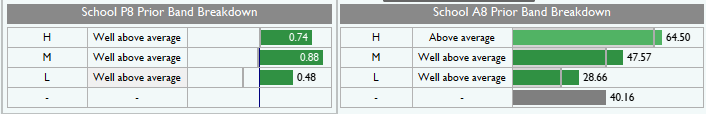 School P8 Prior Band Breakdown
H Well above average 0.74
M Well above average 0.88
L Well above average 0.48
- -
School A8 Prior Band Breakdown
H Above average 64.50
M Well above average 47.57
L Well above average 28.66
- - 40.16